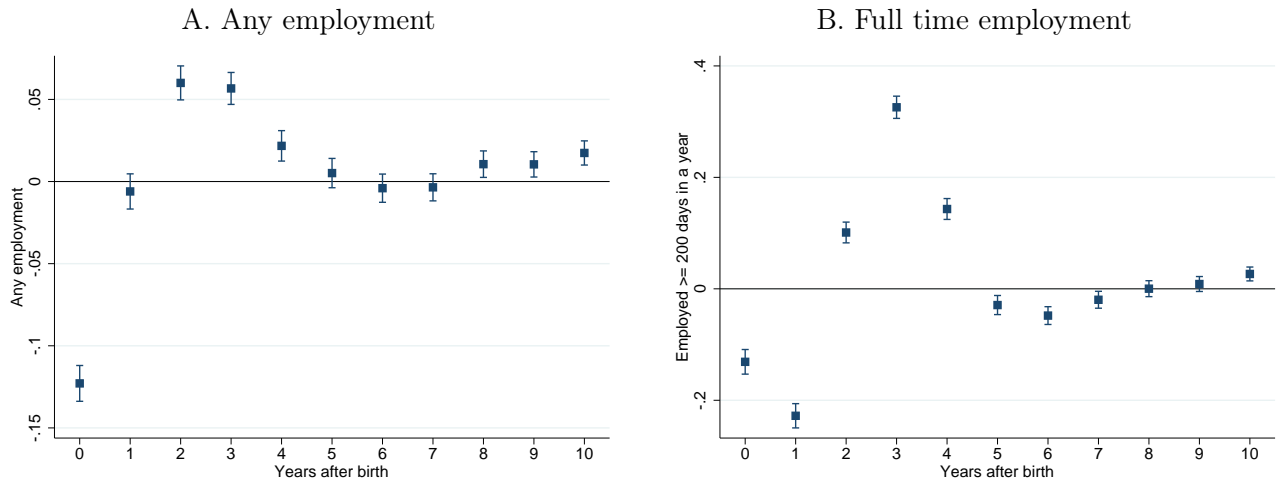 A. Any employment
.05
0
-.05
-.1
-.15
Any employment
0 1 2 3 4 5 6 7 8 9 10
Years after birth
B. Full time employment
.4
.2
0
-.2
Employed >= 200 days in a year
0 1 2 3 4 5 6 7 8 9 10
Years after birth